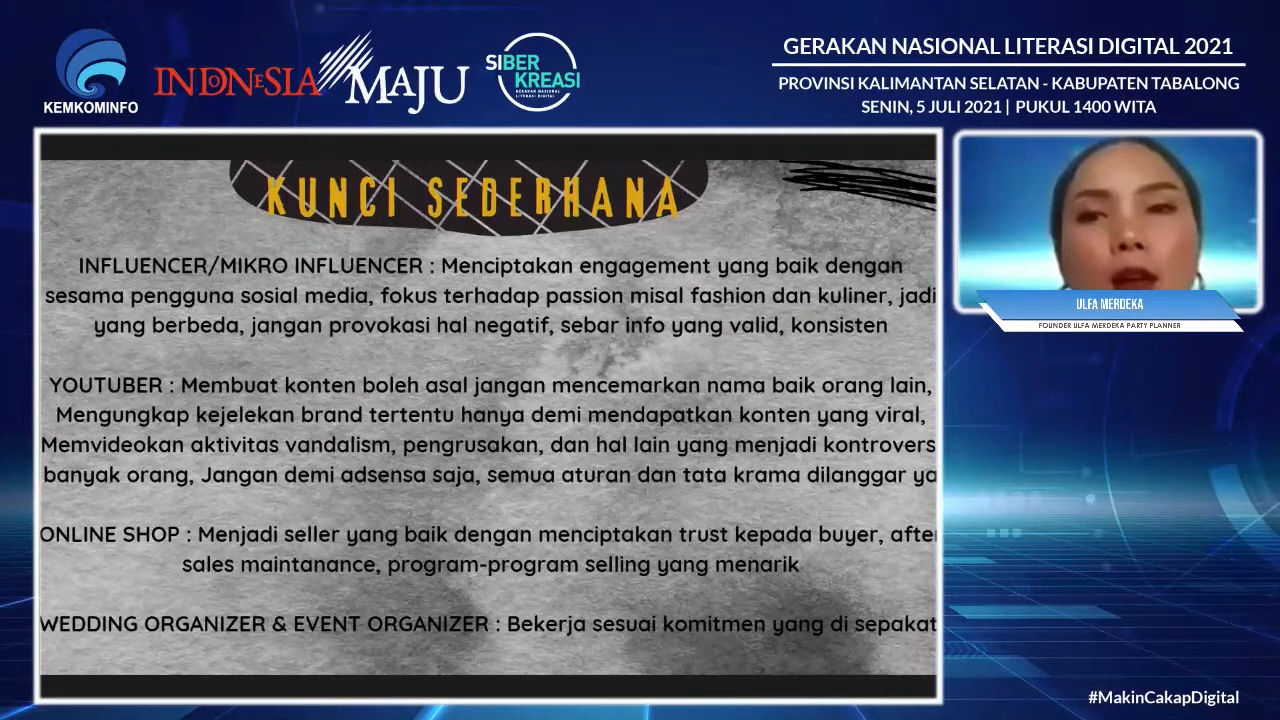 KEMKOMINFO
INDONESIA MAJU
SIBER KREASI
GERAKAN NASIONAL LITERASI DIGITAL
GERAKAN NASIONAL LITERASI DIGITAL 2021
PROVINSI KALIMANTAN SELATAN - KABUPATEN TABALONG
SENIN, 5 JULI 2021 | PUKUL 1400 WITA
KUNCI SEDERHANA
INFLUENCER/MIKRO INFLUENCER : Menciptakan engagement yang baik dengan
sesama pengguna sosial media, fokus terhadap passion misal fashion dan kuliner, jadi
yang berbeda, jangan provokasi hal negatif, sebar info yang valid, konsisten
YOUTUBER : Membuat konten boleh asal jangan mencemarkan nama baik orang lain,
Mengungkap kejelekan brand tertentu hanya demi mendapatkan konten yang viral,
Memvideokan aktivitas vandalism, pengrusakan, dan hal lain yang menjadi kontrovers
banyak orang, Jangan demi adsensa saja, semua aturan dan tata krama dilanggar ya
ONLINE SHOP : Menjadi seller yang baik dengan menciptakan trust kepada buyer, after
sales maintanance, program-program selling yang menarik
WEDDING ORGANIZER & EVENT ORGANIZER : Bekerja sesuai komitmen yang di sepakat
ULFA MERDEKA
FOUNDER ULFA MERDEKA PARTY PLANNER
#MakinCakapDigital